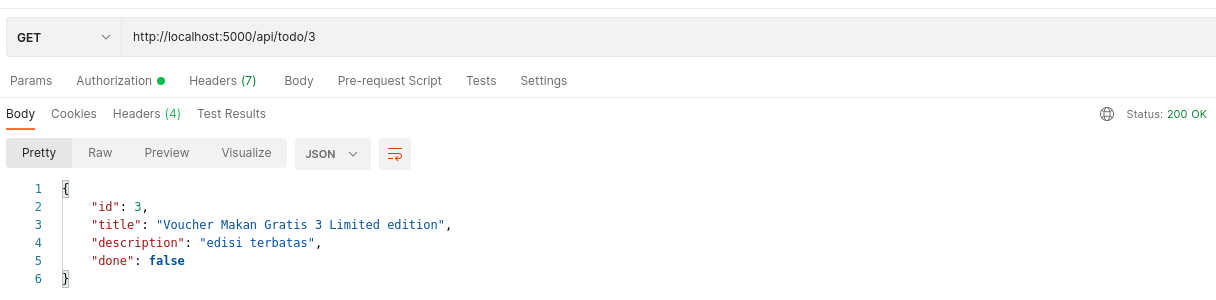 GET http://localhost:5000/api/todo/3
Params Authorization Headers (7) Body Pre-request Script Tests Settings
Body Cookies Headers (4) Test Results Status: 200 OK
Pretty Raw Preview Visualize JSON
1 {
2 "id": 3,
3 "title": "Voucher Makan Gratis 3 Limited edition",
4 "description": "edisi terbatas",
5 "done": false
6 }